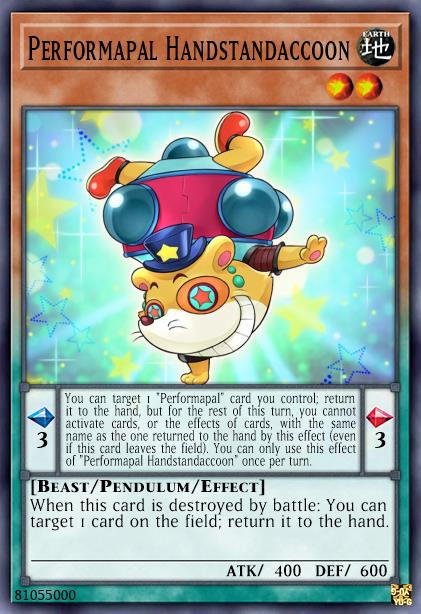 PERFORMAPAL HANDSTANDACCOON
EARTH
地
You can target 1 "Performapal" card you control; return
it to the hand, but for the rest of this turn, you cannot
activate cards, or the effects of cards, with the same
name as the one returned to the hand by this effect (even
if this card leaves the field). You can only use this effect
of "Performapal Handstandaccoon" once per turn.
3
3
[BEAST/PENDULUM/EFFECT]
When this card is destroyed by battle: You can
target 1 card on the field; return it to the hand.
ATK/ 400 DEF/ 600
81055000